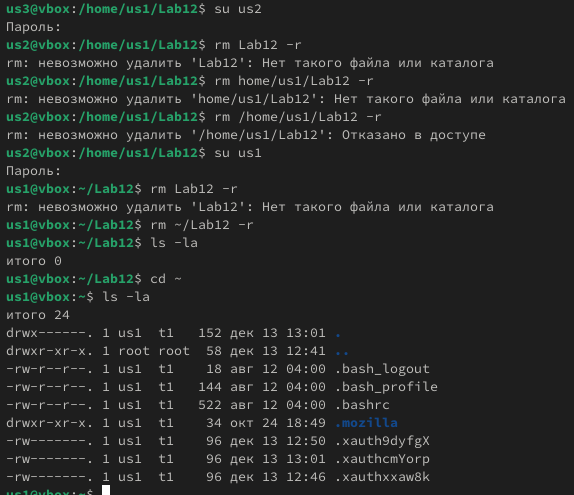 us3@vbox:/home/us1/Lab12$ su us2
Пароль:
us2@vbox:/home/us1/Lab12$ rm Lab12 -r
rm: невозможно удалить 'Lab12': Нет такого файла или каталога
us2@vbox:/home/us1/Lab12$ rm home/us1/Lab12 -r
rm: невозможно удалить 'home/us1/Lab12': Нет такого файла или каталога
us2@vbox:/home/us1/Lab12$ rm /home/us1/Lab12 -r
rm: невозможно удалить '/home/us1/Lab12': Отказано в доступе
us2@vbox:/home/us1/Lab12$ su us1
Пароль:
us1@vbox:~/Lab12$ rm Lab12 -r
rm: невозможно удалить 'Lab12': Нет такого файла или каталога
us1@vbox:~/Lab12$ rm ~/Lab12 -r
us1@vbox:~/Lab12$ ls -la
итого 0
us1@vbox:~/Lab12$ cd ~
us1@vbox:~$ ls -la
итого 24
drwx------. 1 us1  t1   152 дек 13 13:01 .
drwxr-xr-x. 1 root root  58 дек 13 12:41 ..
-rw-r--r--. 1 us1  t1    18 авг 12 04:00 .bash_logout
-rw-r--r--. 1 us1  t1   144 авг 12 04:00 .bash_profile
-rw-r--r--. 1 us1  t1   522 авг 12 04:00 .bashrc
drwxr-xr-x. 1 us1  t1    34 окт 24 18:49 .mozilla
-rw-------. 1 us1  t1    96 дек 13 12:50 .xauth9dyfgX
-rw-------. 1 us1  t1    96 дек 13 13:01 .xauthcmYorp
-rw-------. 1 us1  t1    96 дек 13 12:46 .xauthxxaw8k
us1@vbox:~$